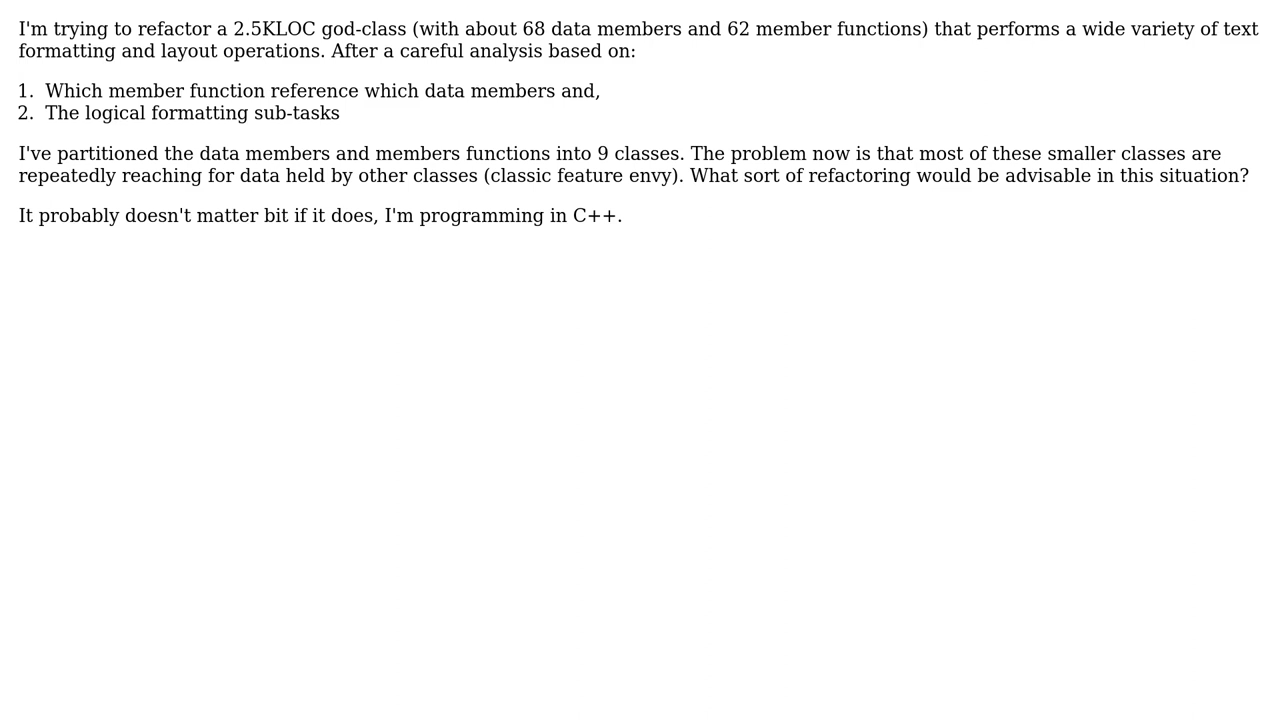 I'm trying to refactor a 2.5KLOC god-class (with about 68 data members and 62 member functions) that performs a wide variety of text
formatting and layout operations. After a careful analysis based on:
1. Which member function reference which data members and,
2. The logical formatting sub-tasks
I've partitioned the data members and members functions into 9 classes. The problem now is that most of these smaller classes are
repeatedly reaching for data held by other classes (classic feature envy). What sort of refactoring would be advisable in this situation?
It probably doesn't matter bit if it does, I'm programming in C++.